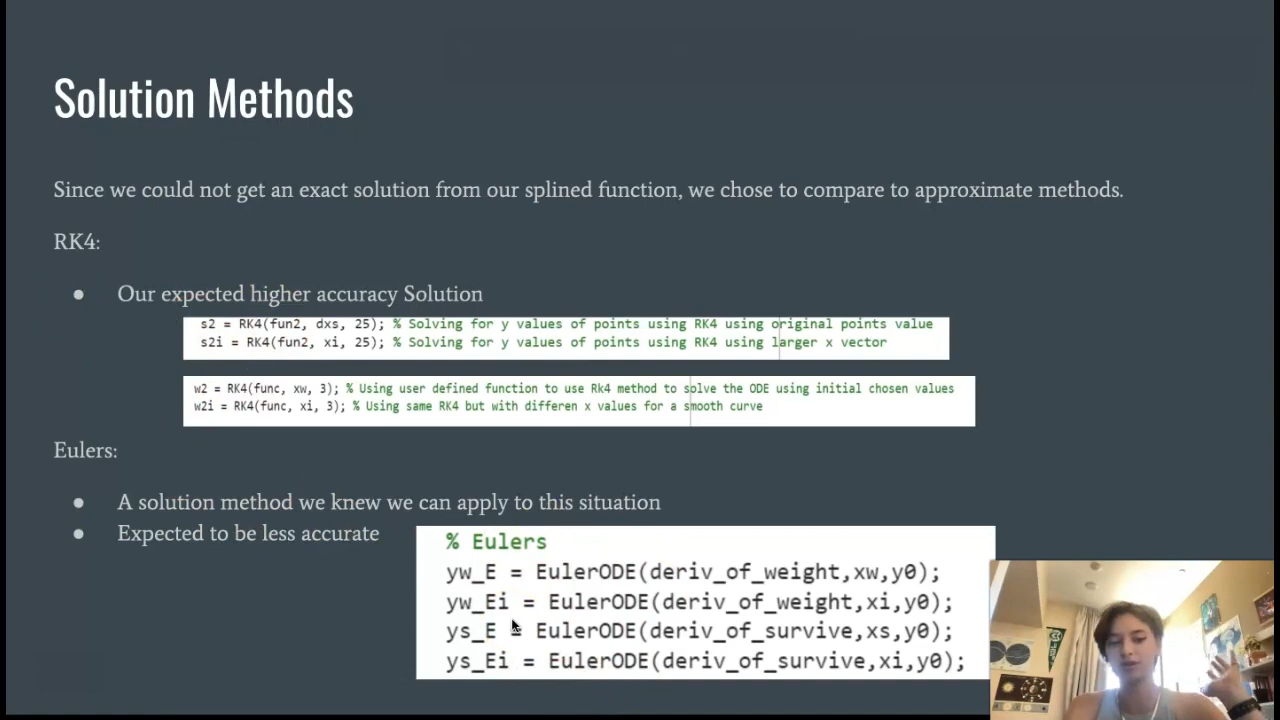 Solution Methods
Since we could not get an exact solution from our splined function, we chose to compare to approximate methods.
RK4:
● Our expected higher accuracy Solution
s2 = RK4(fun2, dxs, 25); % Solving for y values of points using RK4 using original points value
s2i = RK4(fun2, xi, 25); % Solving for y values of points using RK4 using larger x vector
w2 = RK4(func, xw, 3); % Using user defined function to use Rk4 method to solve the ODE using initial chosen values
w2i = RK4(func, xi, 3); % Using same RK4 but with differen x values for a smooth curve
Eulers:
● A solution method we knew we can apply to this situation
● Expected to be less accurate
% Eulers
yw_E = EulerODE(deriv_of_weight,xw,y0);
yw_Ei = EulerODE(deriv_of_weight,xi,y0);
ys_E = EulerODE(deriv_of_survive,xs,y0);
ys_Ei = EulerODE(deriv_of_survive,xi,y0);